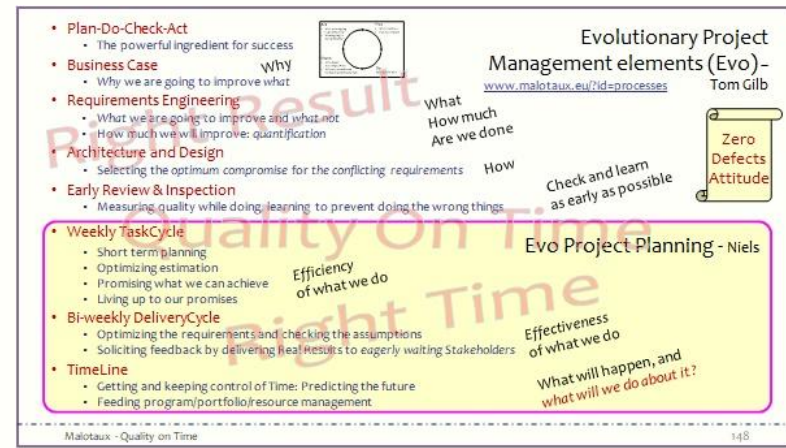 Evolutionary Project
Management elements (Evo) –
www.malotaux.eu/?id=processes
Tom Gilb
• Plan-Do-Check-Act
• The powerful ingredient for success
• Business Case
• Why we are going to improve what
Why
• Requirements Engineering
• What we are going to improve and what not
• How much we will improve: quantification
What
How much
Are we done
• Architecture and Design
• Selecting the optimum compromise for the conflicting requirements
How
• Early Review & Inspection
• Measuring quality while doing, learning to prevent doing the wrong things
Check and learn
as early as possible
Zero
Defects
Attitude
Right Result
Quality On Time
Right Time
Evo Project Planning - Niels
• Weekly TaskCycle
• Short term planning
• Optimizing estimation
• Promising what we can achieve
• Living up to our promises
Efficiency
of what we do
• Bi-weekly DeliveryCycle
• Optimizing the requirements and checking the assumptions
• Soliciting feedback by delivering Real Results to eagerly waiting Stakeholders
Effectiveness
of what we do
• TimeLine
• Getting and keeping control of Time: Predicting the future
• Feeding program/portfolio/resource management
What will happen, and
what will we do about it?
Malotaux - Quality on Time
148